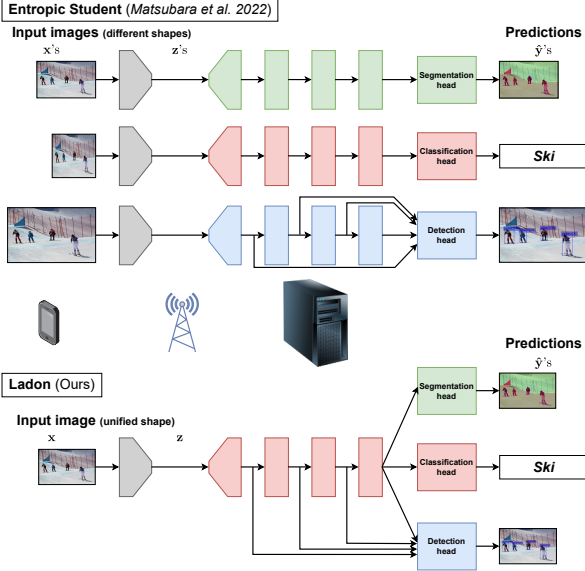 Entropic Student (Matsubara et al. 2022)
Input images (different shapes)
Predictions
x's
z's
ŷ's
Segmentation
head
Classification
head
Ski
Detection
head
Ladon (Ours)
Predictions
ŷ's
Segmentation
head
Input image (unified shape)
x
z
Classification
head
Ski
Detection
head